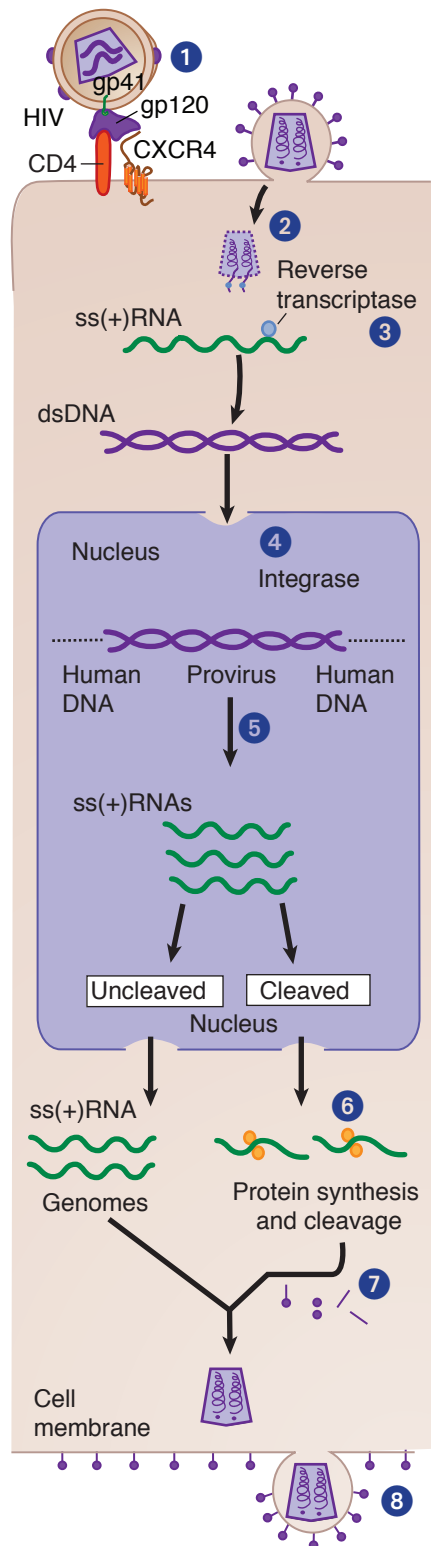 1
gp41
gp120
HIV
CXCR4
CD4
2
Reverse
transcriptase
ss(+)RNA
3
dsDNA
4
Nucleus
Integrase
Human
DNA
Provirus
Human
DNA
5
ss(+)RNAs
Uncleaved
Cleaved
Nucleus
6
ss(+)RNA
Genomes
Protein synthesis
and cleavage
7
Cell
membrane
8